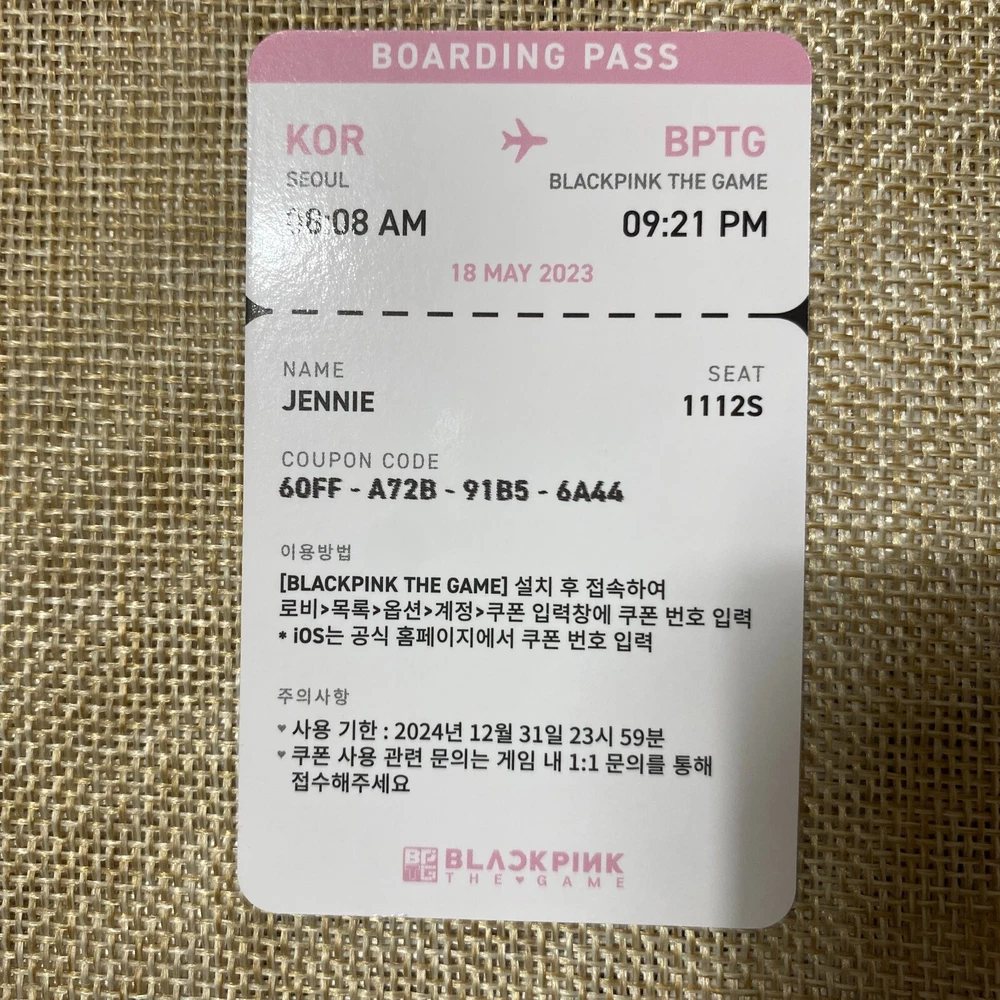 BOARDING PASS
KOR
BPTG
SEOUL
BLACKPINK THE GAME
08:08 AM
09:21 PM
18 MAY 2023
NAME
SEAT
JENNIE
1112S
COUPON CODE
60FF - A72B - 91B5 - 6A44
이용방법
[BLACKPINK THE GAME] 설치 후 접속하여
로비>목록>옵션>계정>쿠폰 입력창에 쿠폰 번호 입력
* iOS는 공식 홈페이지에서 쿠폰 번호 입력
주의사항
♥ 사용 기한 : 2024년 12월 31일 23시 59분
♥ 쿠폰 사용 관련 문의는 게임 내 1:1 문의를 통해
접수해주세요
BPTG BLACKPINK
THE♥GAME